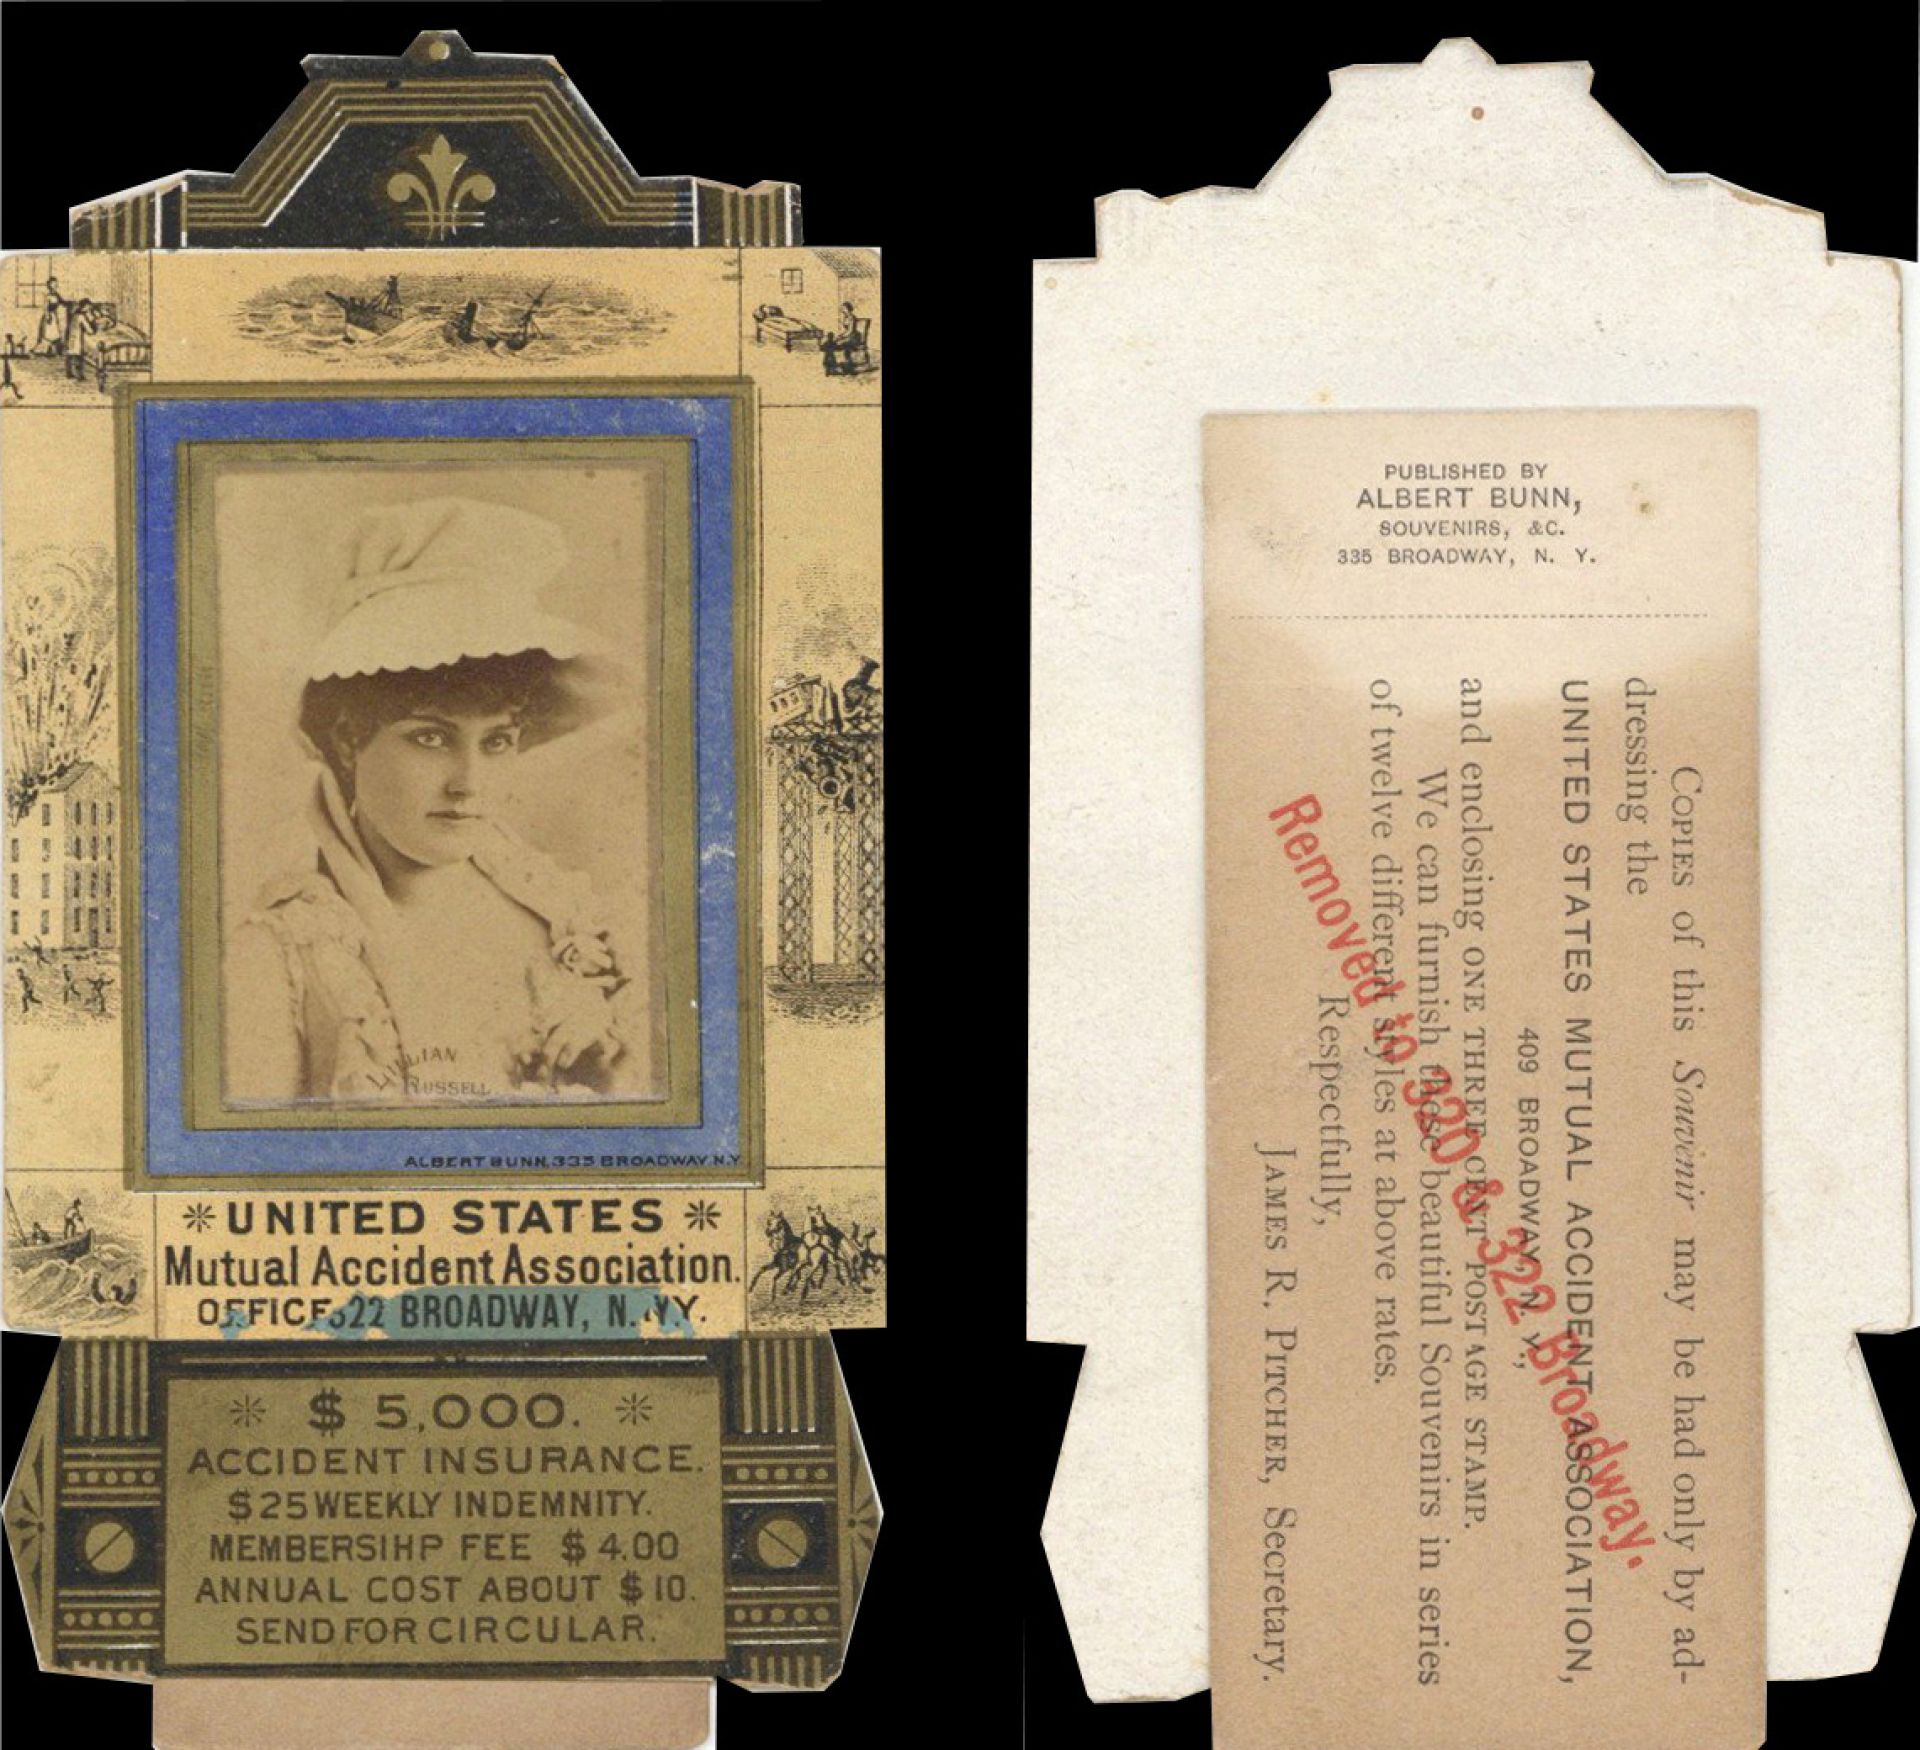 LILLIAN
RUSSELL
ALBERT BUNN, 335 BROADWAY N.Y
UNITED STATES
Mutual Accident Association.
OFFICE 322 BROADWAY, N. Y.
$ 5,000.
ACCIDENT INSURANCE.
$25 WEEKLY INDEMNITY.
MEMBERSIHP FEE $4.00
ANNUAL COST ABOUT $10.
SEND FOR CIRCULAR.
PUBLISHED BY
ALBERT BUNN,
SOUVENIRS, &C.
335 BROADWAY, N. Y.
COPIES of this Souvenir may be had only by ad-
dressing the
UNITED STATES MUTUAL ACCIDENT ASSOCIATION,
409 BROADWAY, N. Y.,
and enclosing ONE THREE CENT POSTAGE STAMP.
We can furnish these beautiful Souvenirs in series
of twelve different styles at above rates.
Respectfully,
JAMES R. PITCHER, Secretary.
Removed to 320 & 322 Broadway.